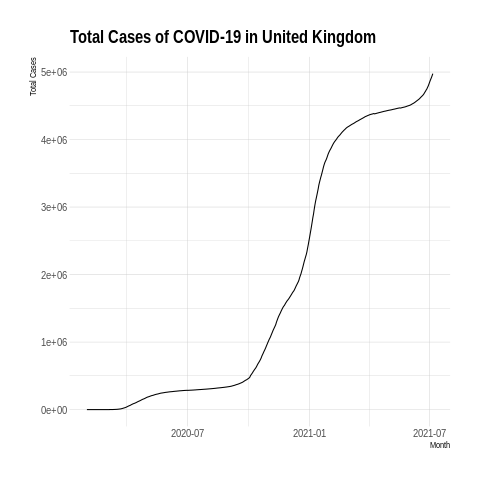 Total Cases of COVID-19 in United Kingdom
Total Cases
5e+06
4e+06
3e+06
2e+06
1e+06
0e+00
2020-07
2021-01
2021-07
Month